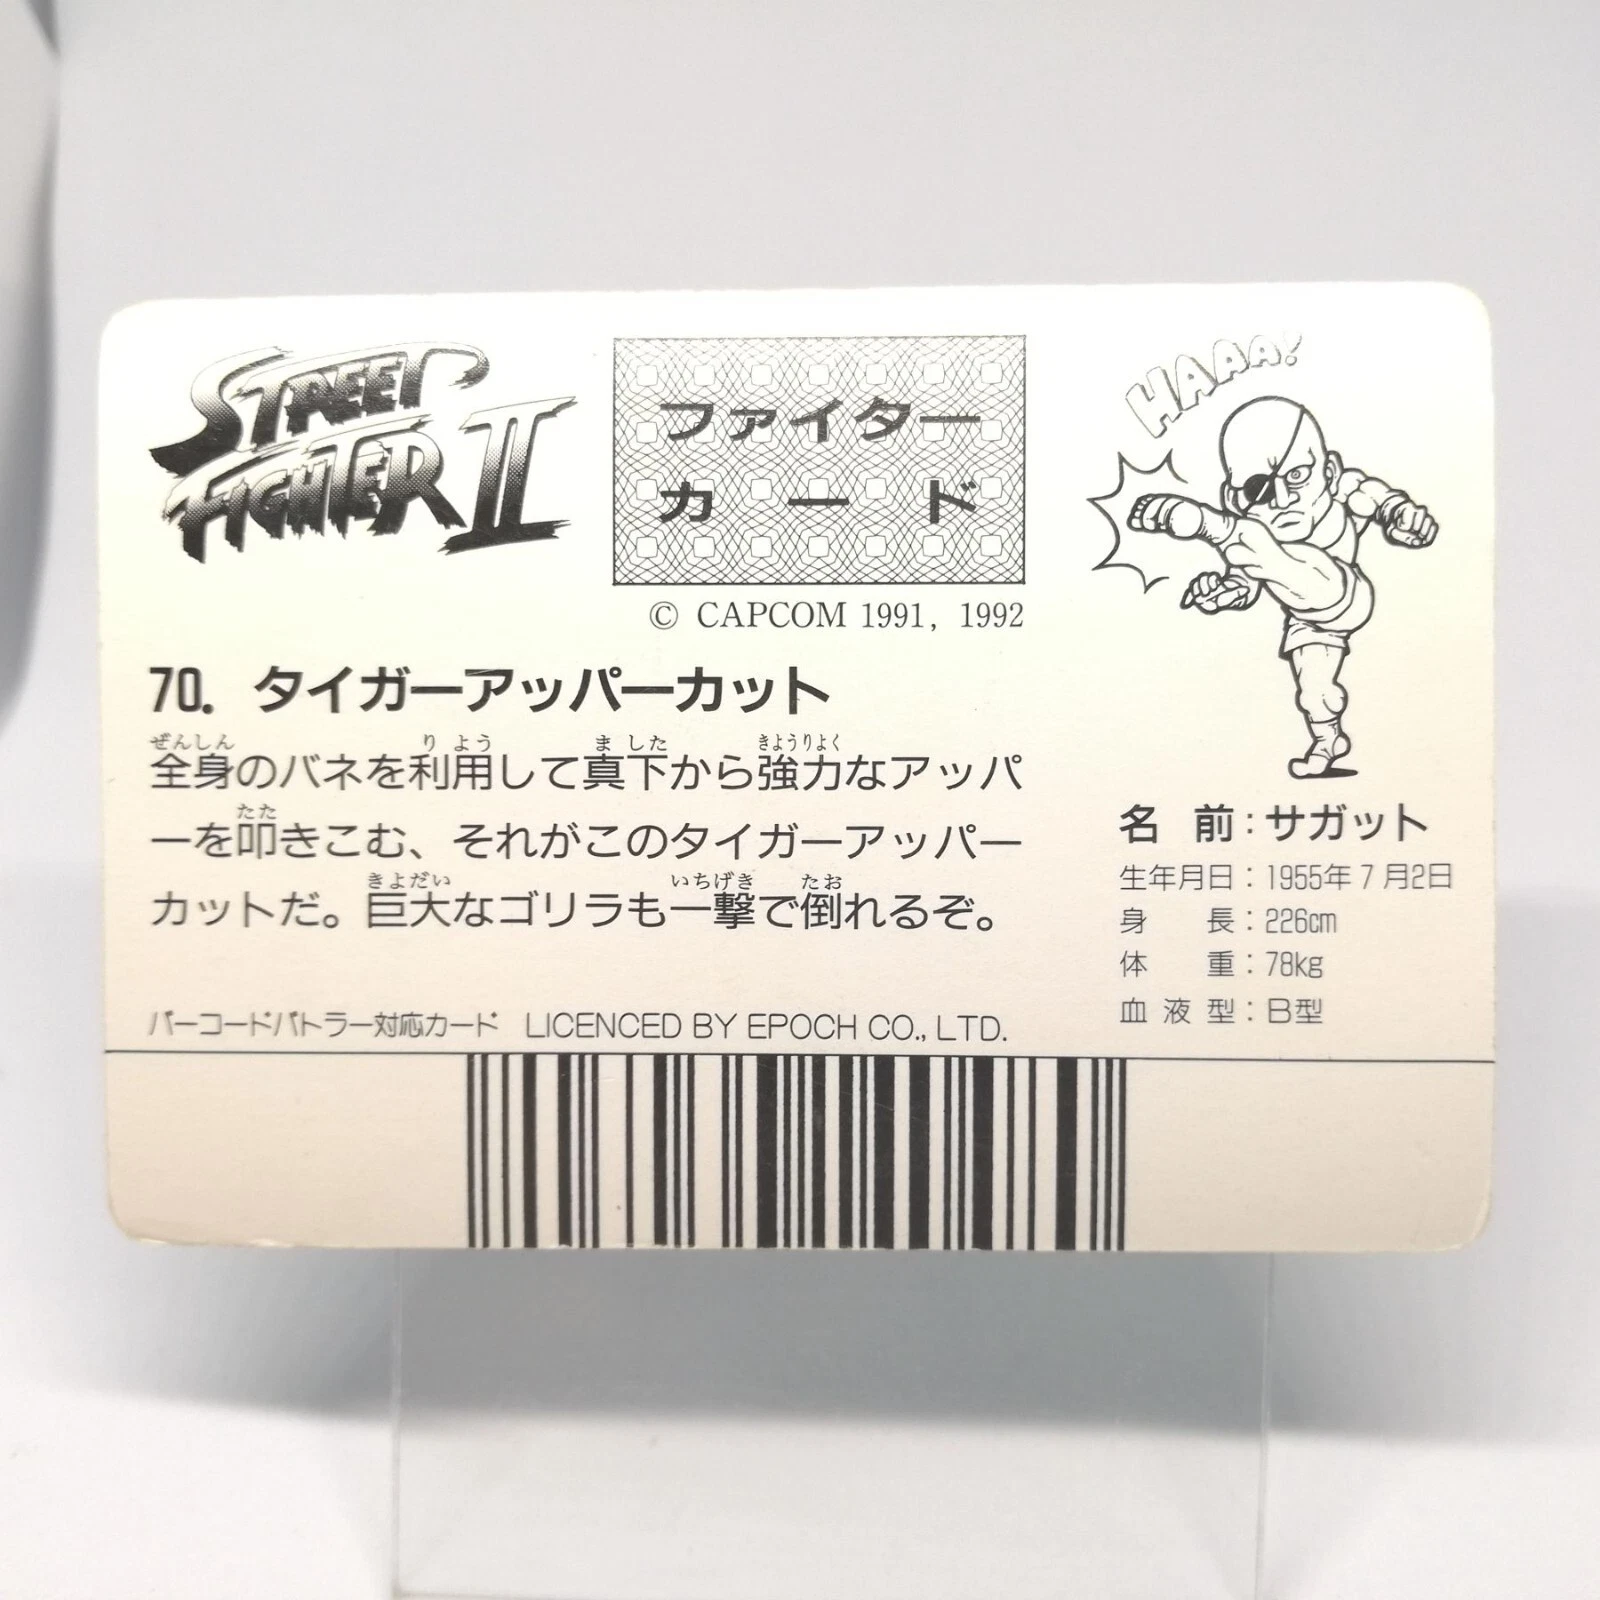 STREET
FIGHTER II
ファイター
カード
© CAPCOM 1991, 1992
HAAA!
70. タイガーアッパーカット
ぜんしん りよう ました きようりよく
全身のバネを利用して真下から強力なアッパ
たた
ーを叩きこむ、それがこのタイガーアッパー
きよだい いちげき たお
カットだ。巨大なゴリラも一撃で倒れるぞ。
バーコードバトラー対応カード LICENCED BY EPOCH CO., LTD.
名前:サガット
生年月日:1955年7月2日
身長:226cm
体重:78kg
血液型:B型